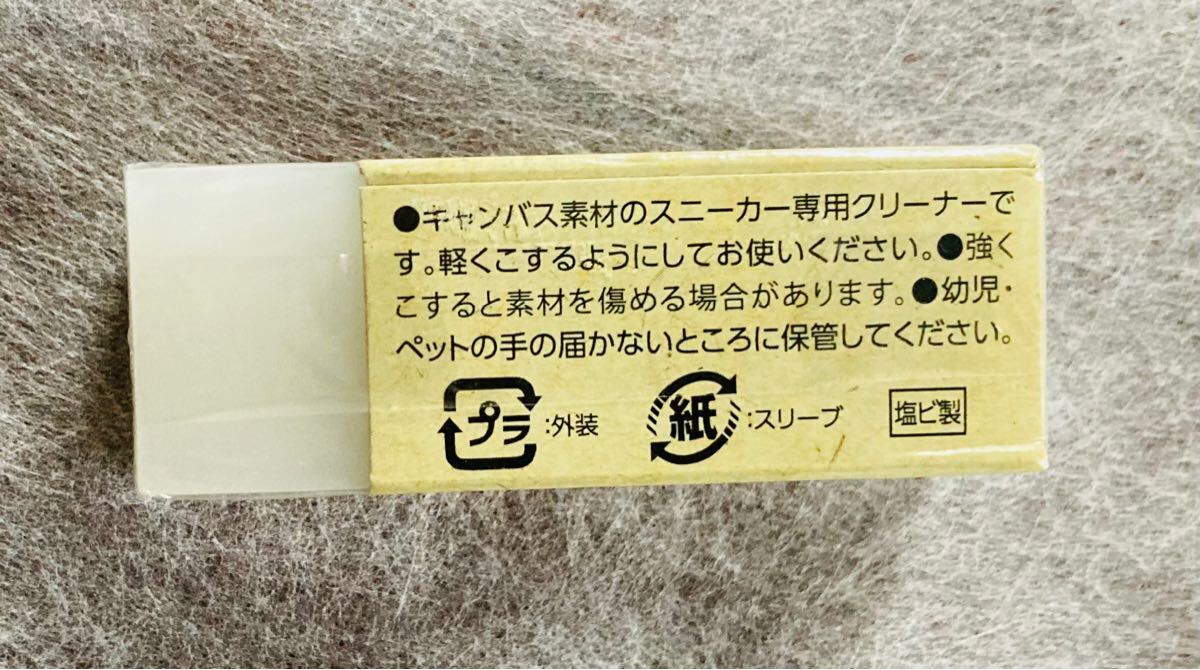 ●キャンバス素材のスニーカー専用クリーナーで
す。軽くこするようにしてお使いください。●強く
こすると素材を傷める場合があります。●幼児・
ペットの手の届かないところに保管してください。
プラ:外装 紙:スリーブ 塩ビ製